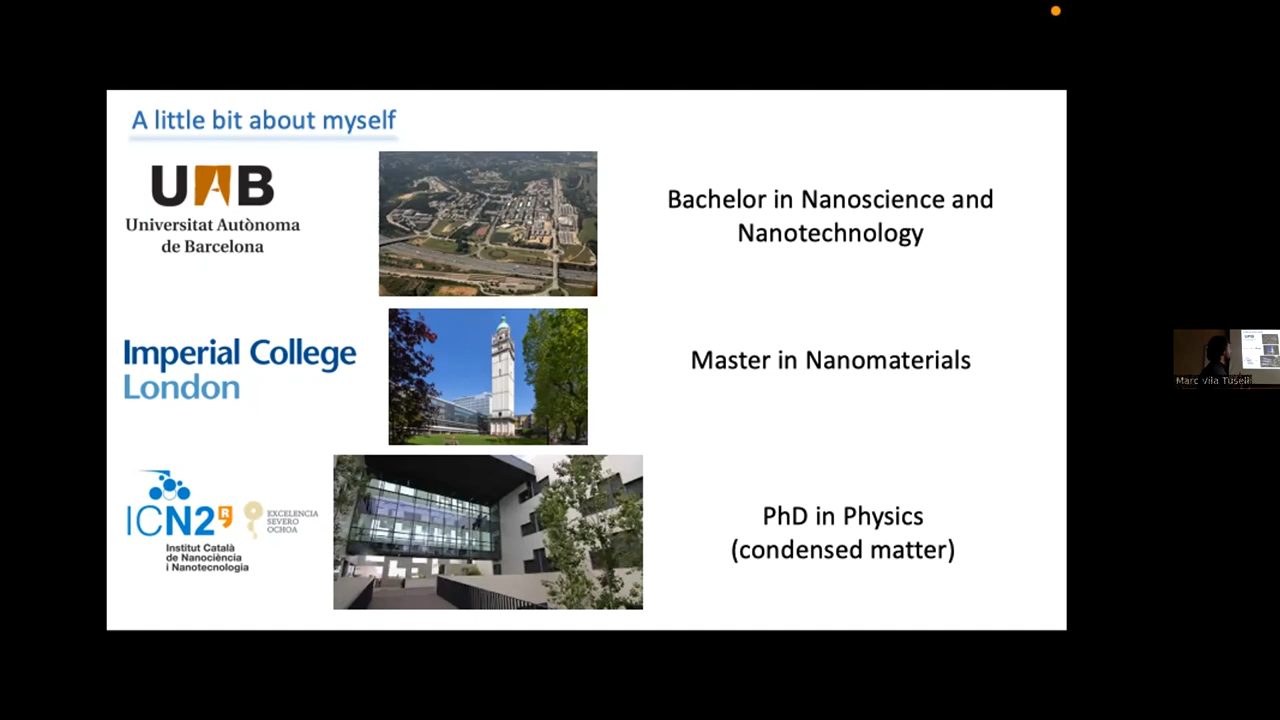 A little bit about myself
UAB
Universitat Autònoma
de Barcelona
Bachelor in Nanoscience and
Nanotechnology
Imperial College
London
Master in Nanomaterials
ICN2R
EXCELENCIA
SEVERO
OCHOA
Institut Català
de Nanociència
i Nanotecnologia
PhD in Physics
(condensed matter)
Marc Vila Tusell